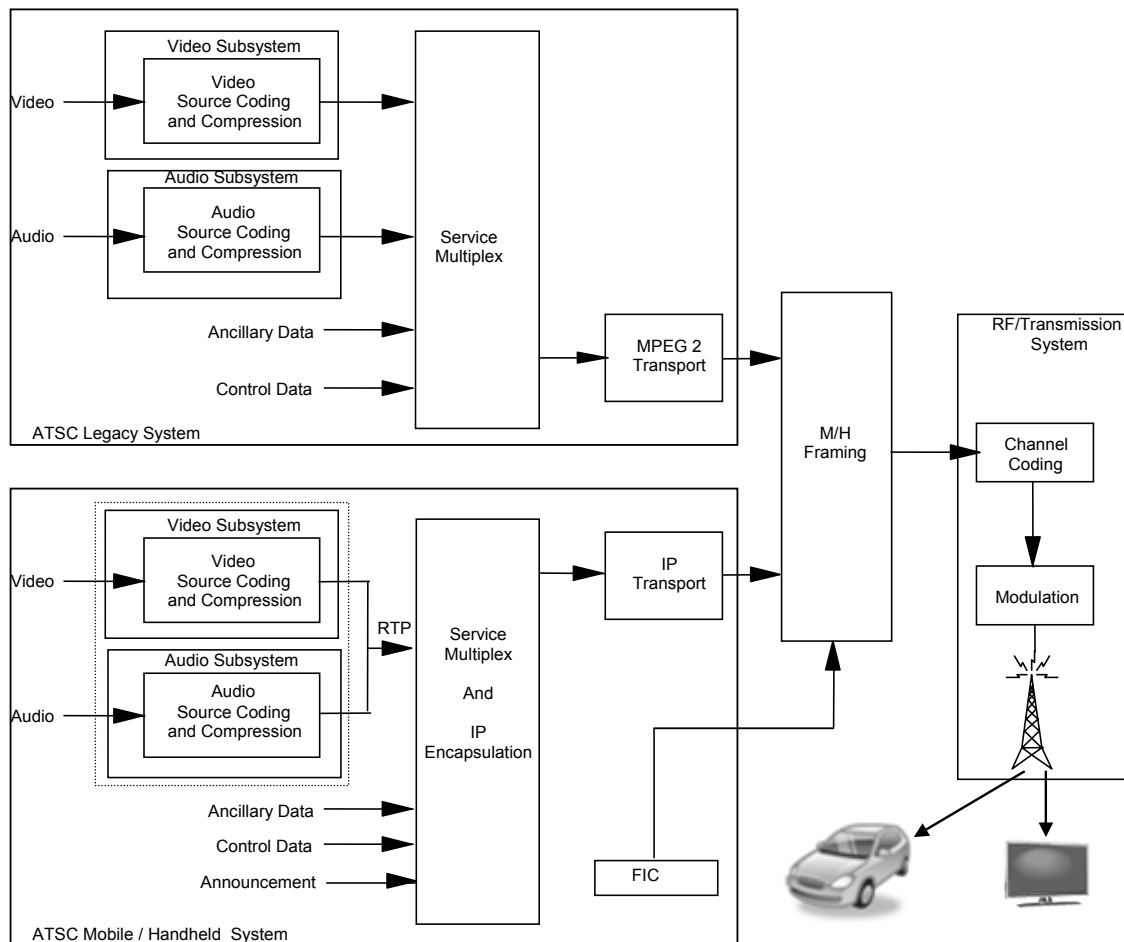 Video Subsystem
Video
Video
Source Coding
and Compression
Audio Subsystem
Audio
Audio
Source Coding
and Compression
Ancillary Data
Control Data
Service
Multiplex
MPEG 2
Transport
ATSC Legacy System
M/H
Framing
RF/Transmission
System
Channel
Coding
Modulation
Video Subsystem
Video
Video
Source Coding
and Compression
Audio Subsystem
Audio
Audio
Source Coding
and Compression
RTP
Ancillary Data
Control Data
Announcement
Service
Multiplex
And
IP
Encapsulation
IP
Transport
FIC
ATSC Mobile / Handheld System